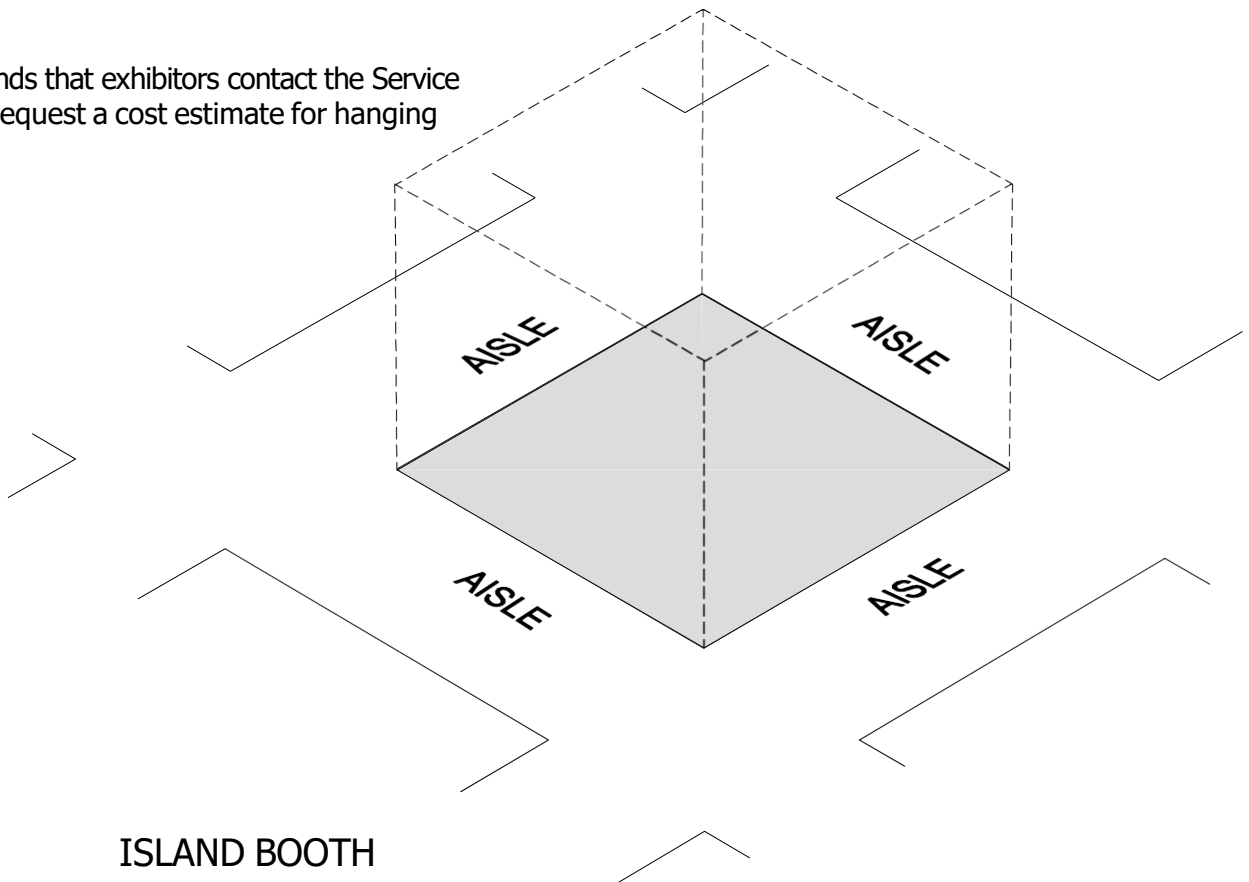 nds that exhibitors contact the Service
equest a cost estimate for hanging
AISLE
AISLE
AISLE
AISLE
ISLAND BOOTH